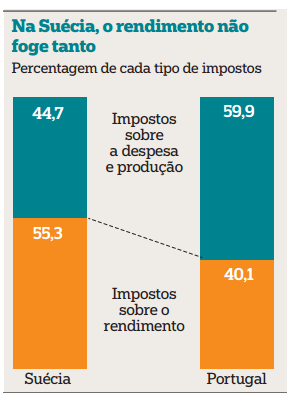 Na Suécia, o rendimento não
foge tanto
Percentagem de cada tipo de impostos
44,7
Impostos
sobre
a despesa
e produção
59,9
55,3
40,1
Impostos
sobre o
rendimento
Suécia
Portugal